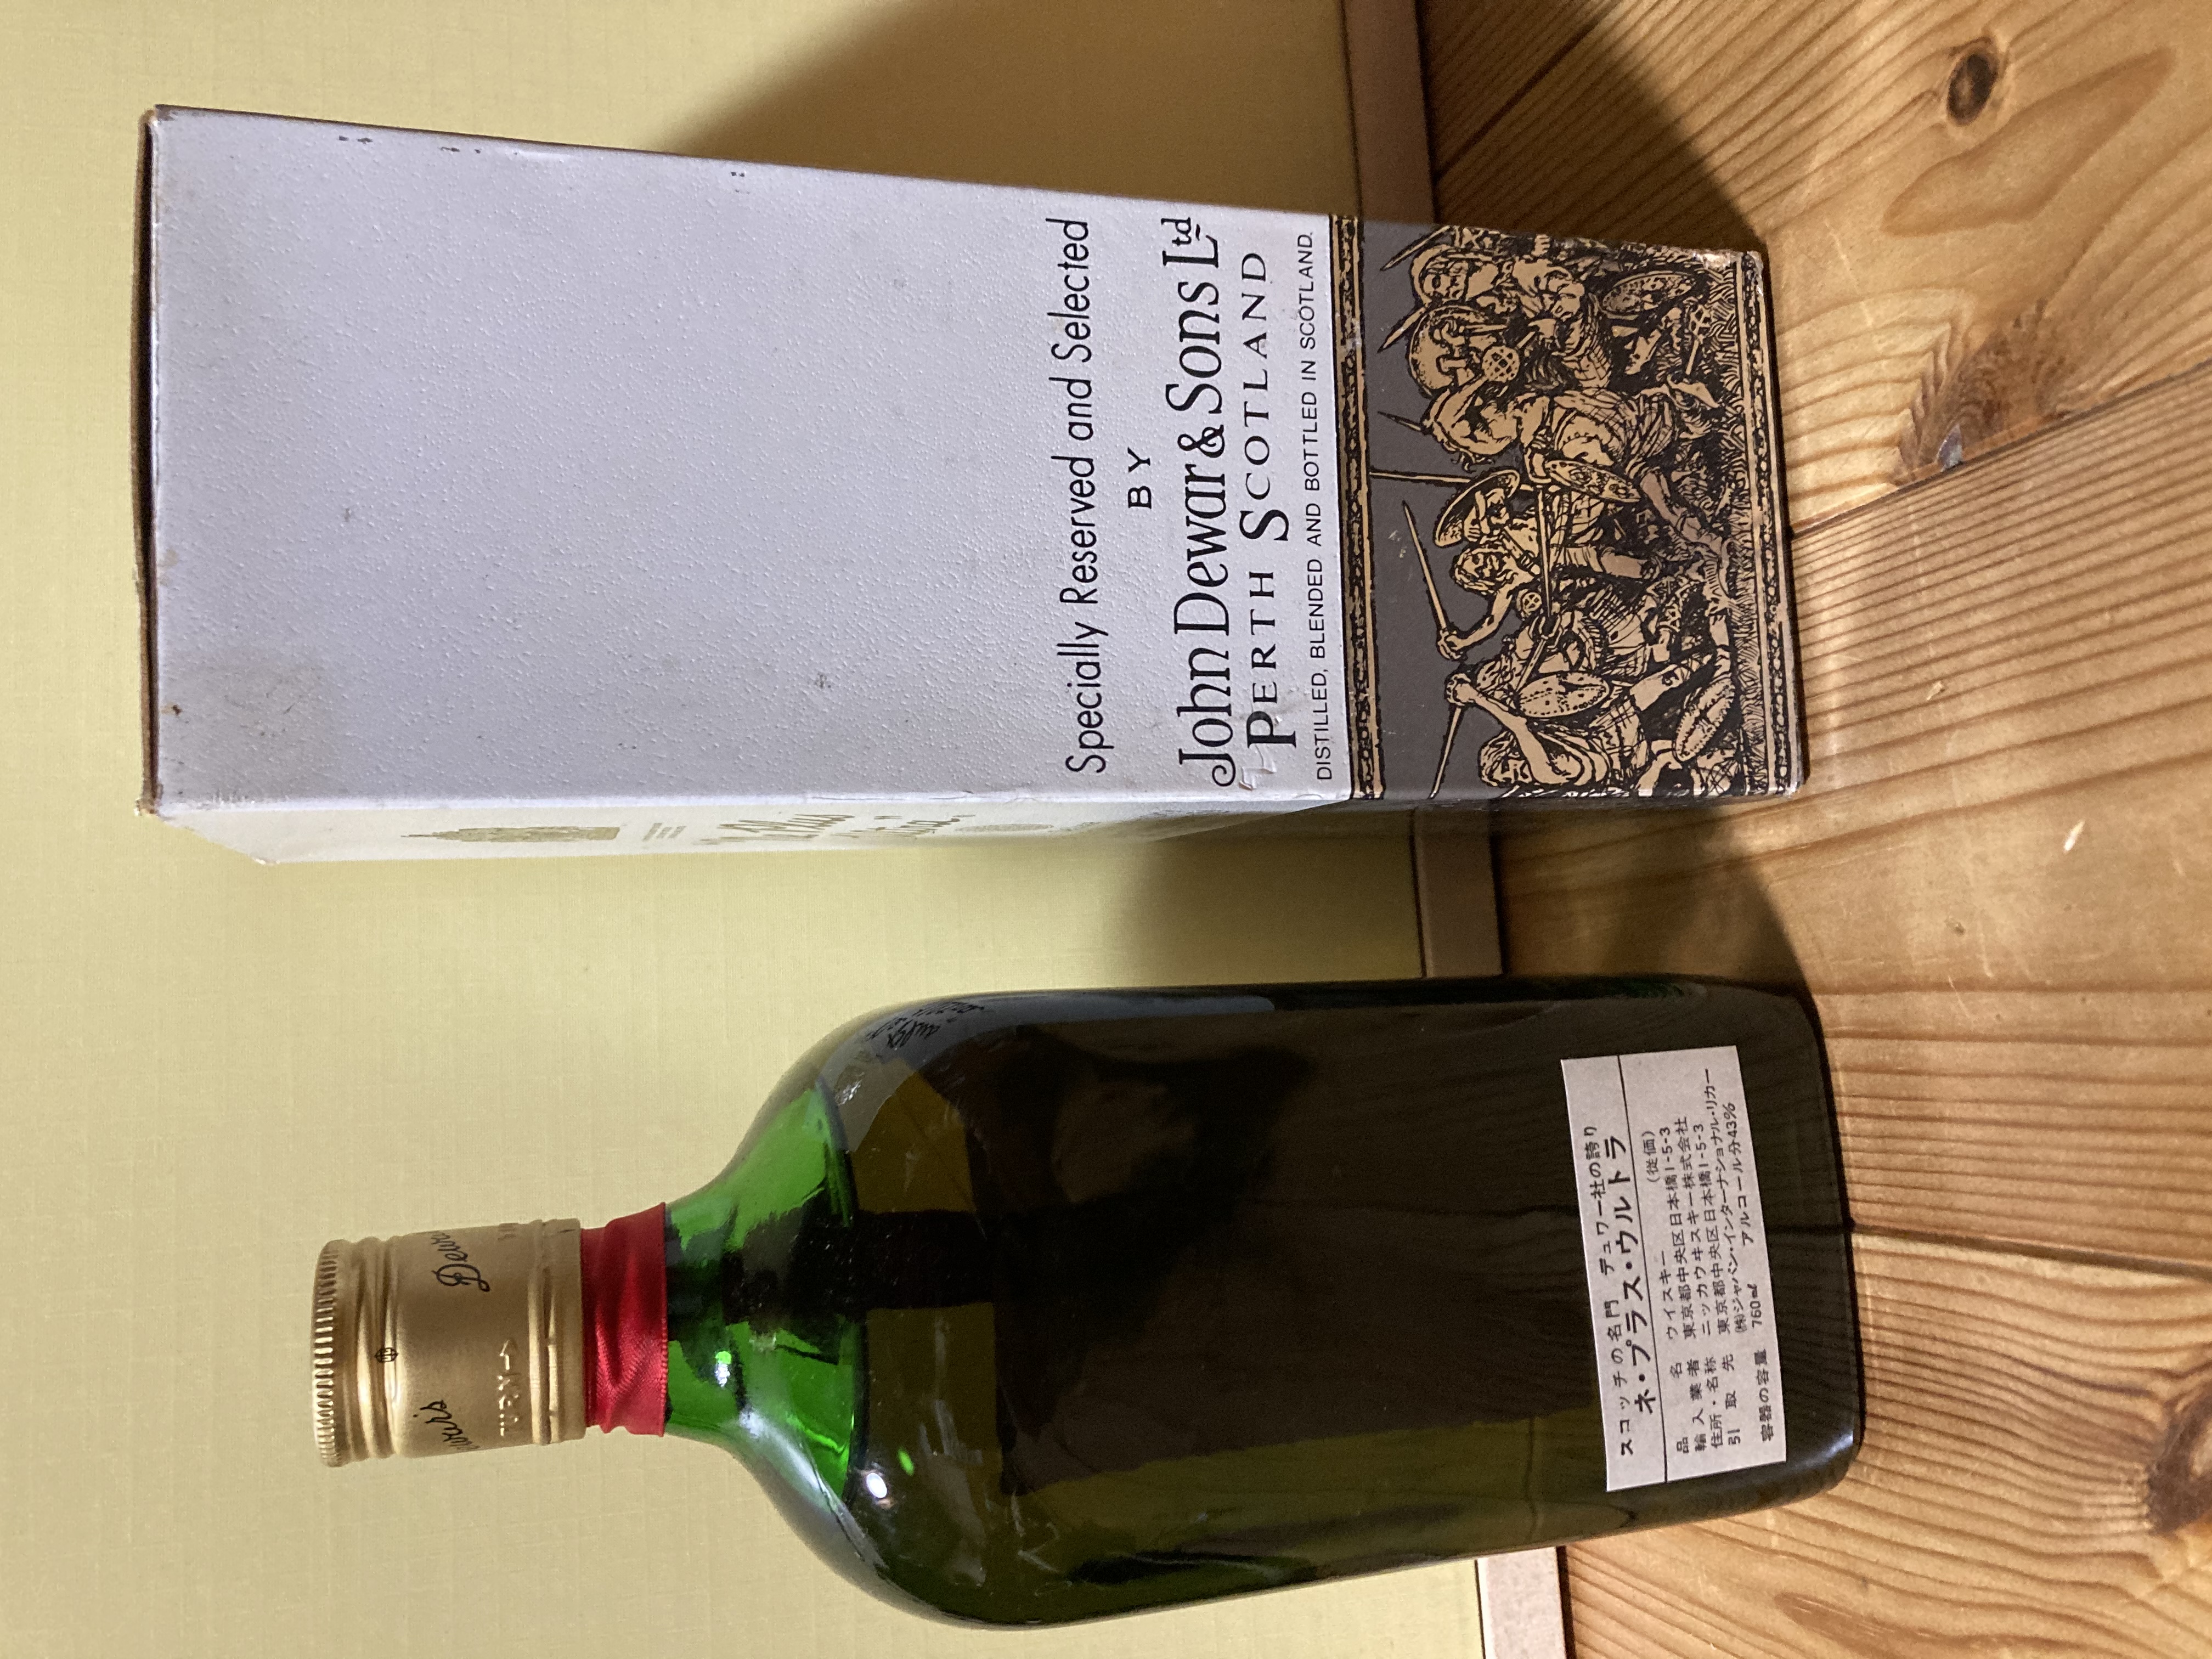 Specially Reserved and Selected
BY
John Dewar & Sons Ltd
PERTH SCOTLAND
DISTILLED, BLENDED AND BOTTLED IN SCOTLAND.
Plus
TURN
スコッチの名門 デュワー社の誇り
ネ・プラス・ウルトラ
(従価)
品名 ウイスキー
輸入業者 東京都中央区日本橋1-5-3
住所・名称 ニッカウヰスキー株式会社
引取先 東京都中央区日本橋1-5-3
(株)ジャパン・インターナショナル・リカー
容器の容量 760ml アルコール分43%